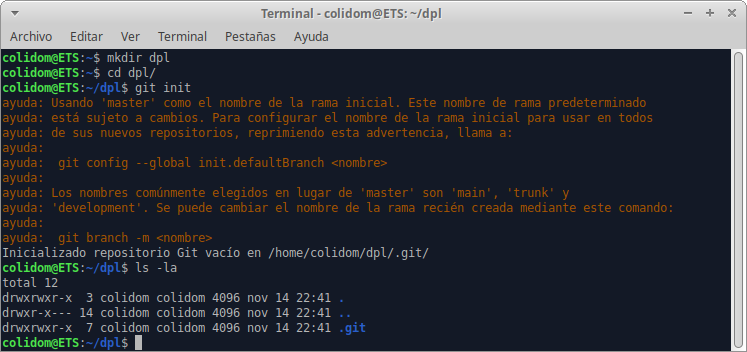 Terminal - colidom@ETS: ~/dpl
Archivo Editar Ver Terminal Pestañas Ayuda
colidom@ETS:~$ mkdir dpl
colidom@ETS:~$ cd dpl/
colidom@ETS:~/dpl$ git init
ayuda: Usando 'master' como el nombre de la rama inicial. Este nombre de rama predeterminado
ayuda: está sujeto a cambios. Para configurar el nombre de la rama inicial para usar en todos
ayuda: de sus nuevos repositorios, reprimiendo esta advertencia, llama a:
ayuda:
ayuda:  git config --global init.defaultBranch <nombre>
ayuda:
ayuda: Los nombres comúnmente elegidos en lugar de 'master' son 'main', 'trunk' y
ayuda: 'development'. Se puede cambiar el nombre de la rama recién creada mediante este comando:
ayuda:
ayuda:  git branch -m <nombre>
Inicializado repositorio Git vacío en /home/colidom/dpl/.git/
colidom@ETS:~/dpl$ ls -la
total 12
drwxrwxr-x  3 colidom colidom 4096 nov 14 22:41 .
drwxr-x--- 14 colidom colidom 4096 nov 14 22:41 ..
drwxrwxr-x  7 colidom colidom 4096 nov 14 22:41 .git
colidom@ETS:~/dpl$